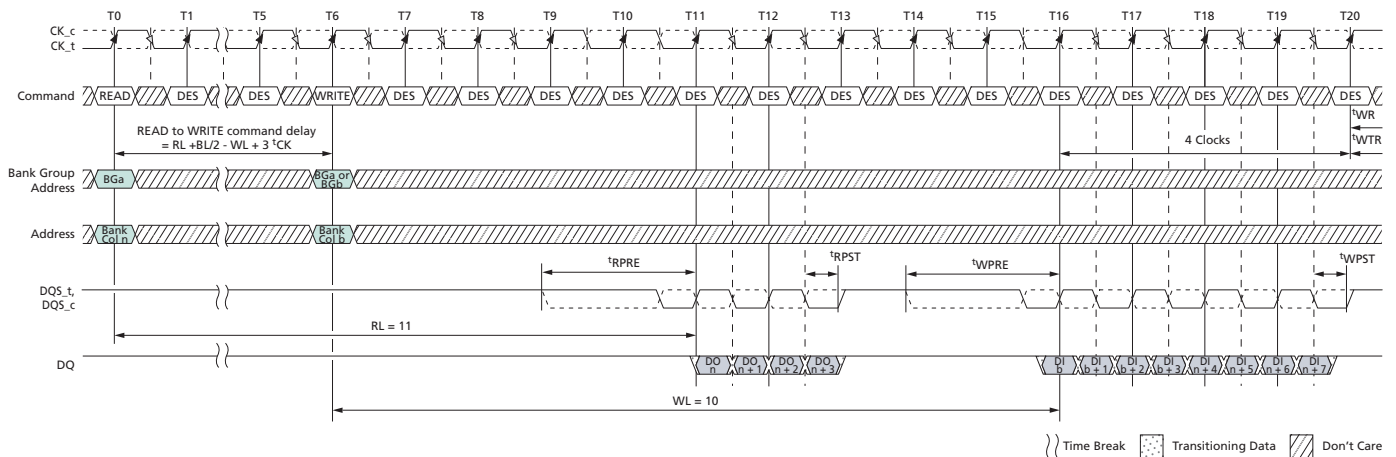 T0 T1 T5 T6 T7 T8 T9 T10 T11 T12 T13 T14 T15 T16 T17 T18 T19 T20
CK_c
CK_t
Command READ DES DES WRITE DES DES DES DES DES DES DES DES DES DES DES DES DES DES
tWR
READ to WRITE command delay
= RL +BL/2 - WL + 3 tCK
4 Clocks
tWTR
Bank Group
Address
BGa
BGa or
BGb
Address
Bank
Col n
Bank
Col b
tRPRE tRPST tWPRE tWPST
DQS_t,
DQS_c
RL = 11
DQ
DO
n
DO
n + 1
DO
n + 2
DO
n + 3
DI
b
DI
b + 1
DI
b + 2
DI
b + 3
DI
n + 4
DI
n + 5
DI
n + 6
DI
n + 7
WL = 10
Time Break Transitioning Data Don't Care